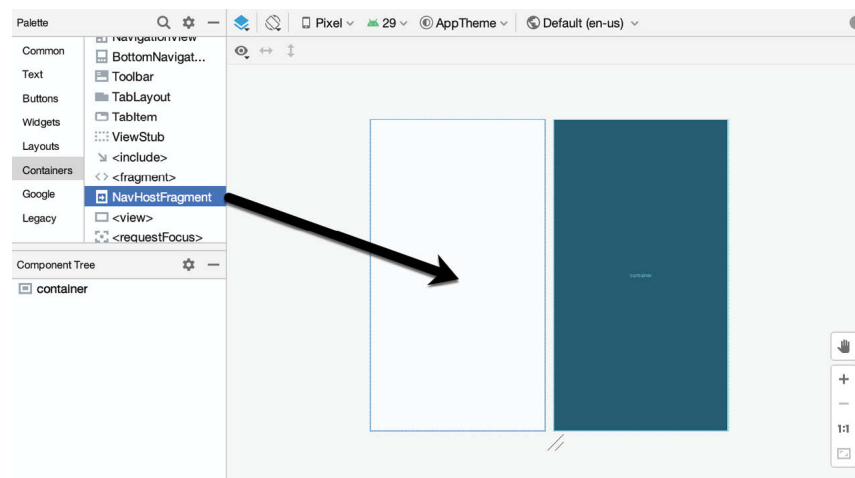 Palette
Pixel
29
AppTheme
Default (en-us)
Common
Text
Buttons
Widgets
Layouts
Containers
Google
Legacy
NavigationView
BottomNavigat...
Toolbar
TabLayout
TabItem
ViewStub
<include>
<fragment>
NavHostFragment
<view>
<requestFocus>
Component Tree
container
container
1:1